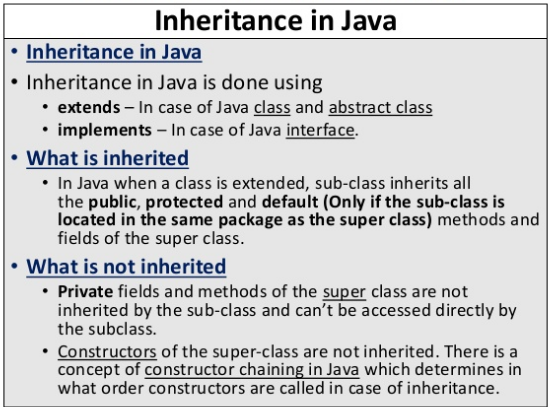 Inheritance in Java
• Inheritance in Java
• Inheritance in Java is done using
• extends – In case of Java class and abstract class
• implements – In case of Java interface.
• What is inherited
• In Java when a class is extended, sub-class inherits all
the public, protected and default (Only if the sub-class is
located in the same package as the super class) methods and
fields of the super class.
• What is not inherited
• Private fields and methods of the super class are not
inherited by the sub-class and can’t be accessed directly by
the subclass.
• Constructors of the super-class are not inherited. There is a
concept of constructor chaining in Java which determines in
what order constructors are called in case of inheritance.